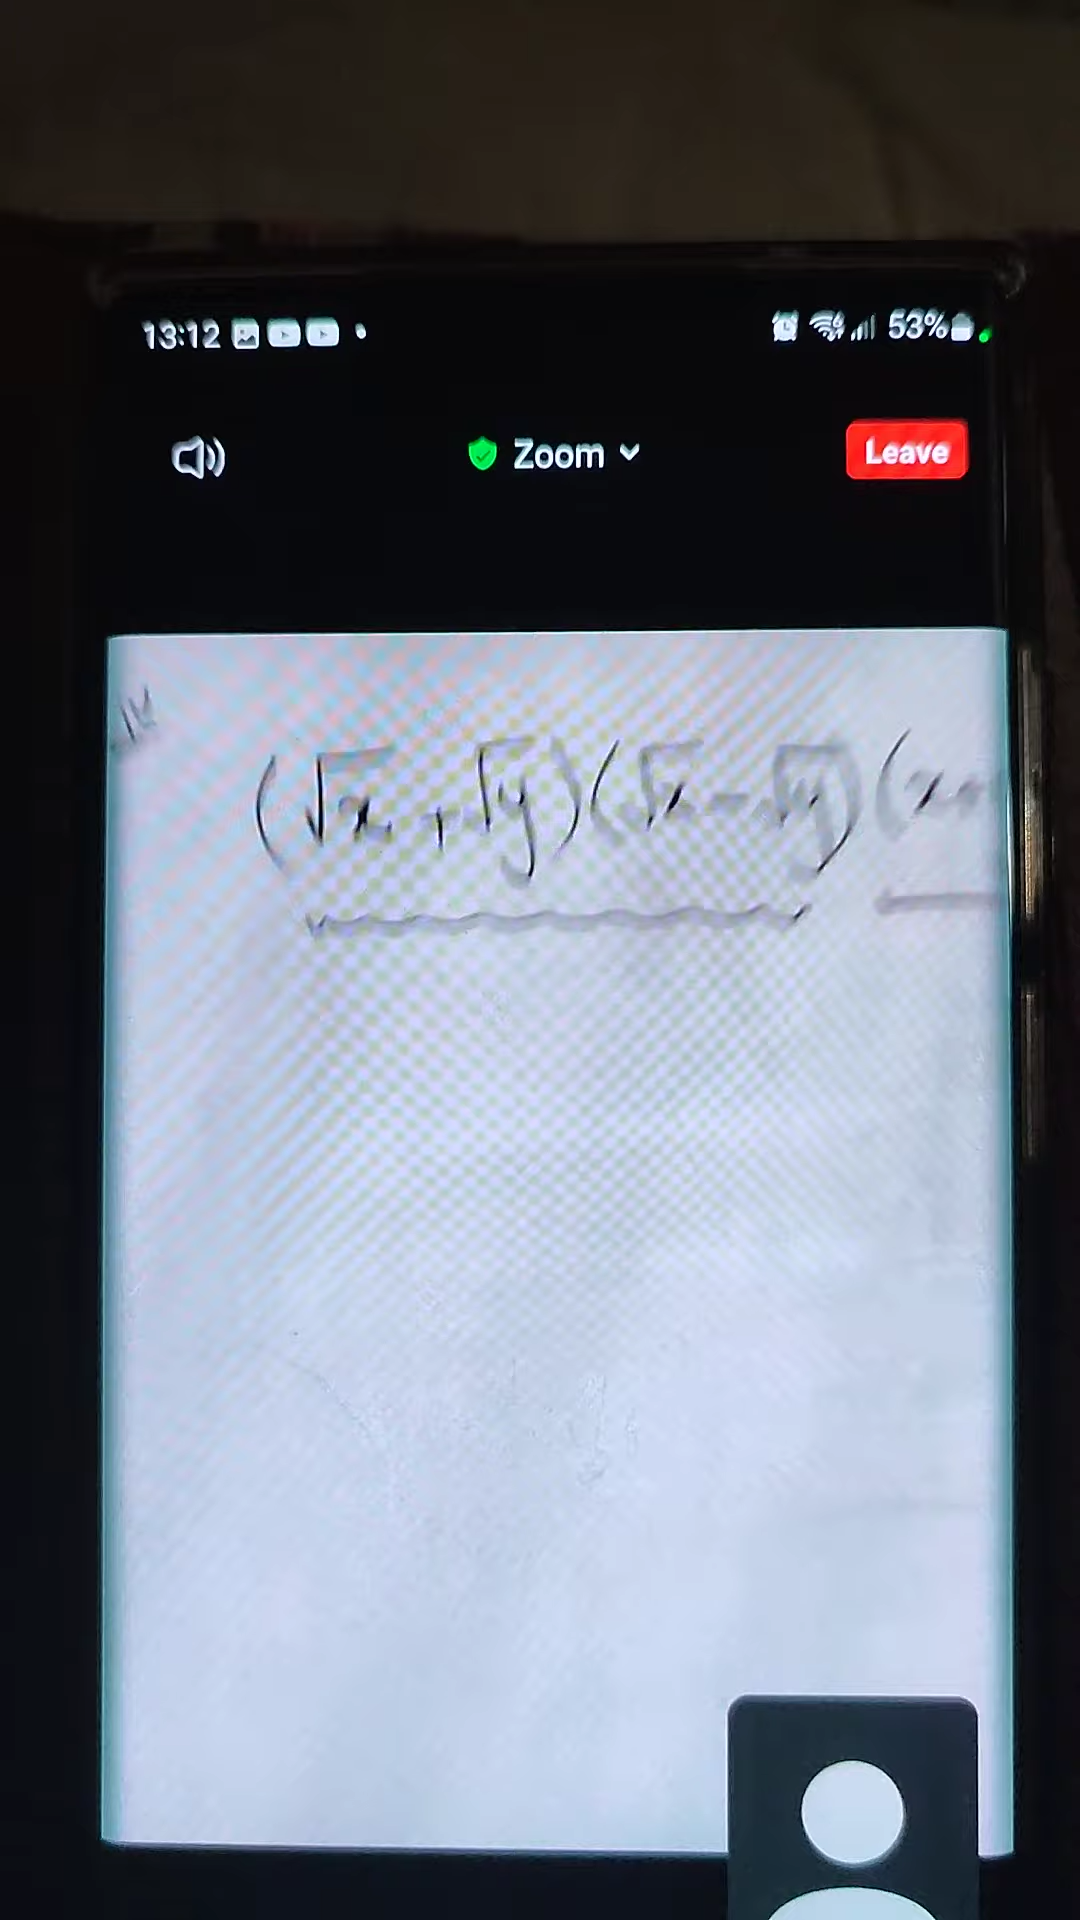 13:12 53%
Zoom Leave
(√x + √y)(√x - √y)(x+